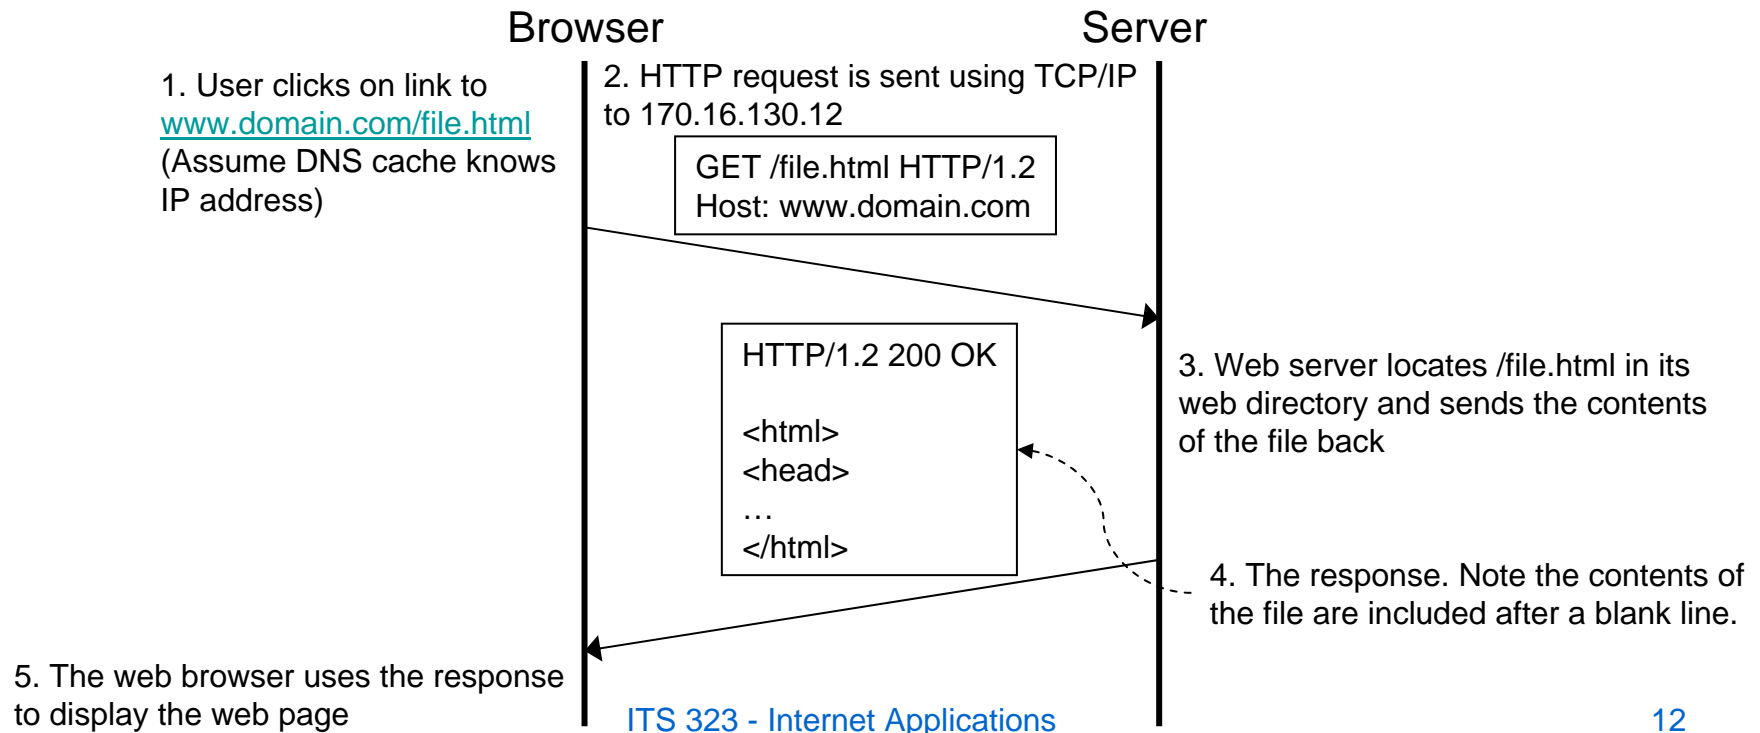 Browser
Server
1. User clicks on link to
www.domain.com/file.html
(Assume DNS cache knows
IP address)
2. HTTP request is sent using TCP/IP
to 170.16.130.12
GET /file.html HTTP/1.2
Host: www.domain.com
HTTP/1.2 200 OK
<html>
<head>
…
</html>
3. Web server locates /file.html in its
web directory and sends the contents
of the file back
4. The response. Note the contents of
the file are included after a blank line.
5. The web browser uses the response
to display the web page
ITS 323 - Internet Applications
12